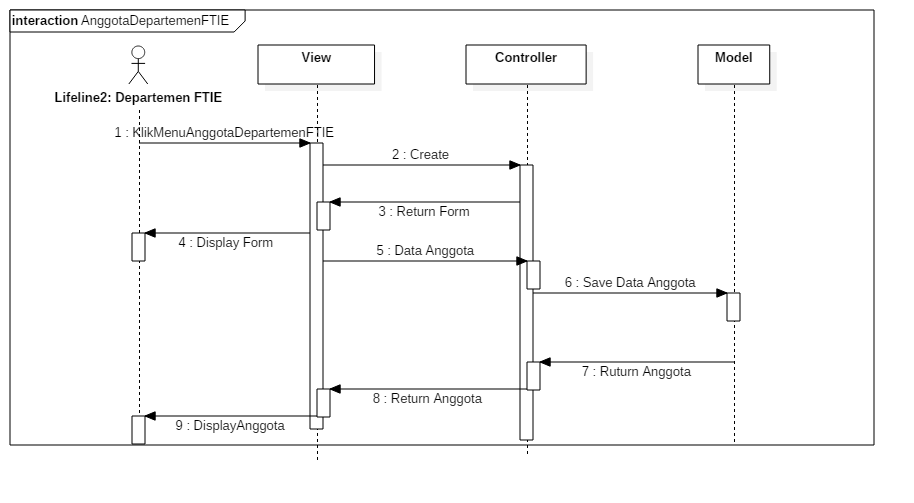 interaction AnggotaDepartemenFTIE
View
Controller
Model
Lifeline2: Departemen FTIE
1 : KlikMenuAnggotaDepartemenFTIE
2 : Create
3 : Return Form
4 : Display Form
5 : Data Anggota
6 : Save Data Anggota
7 : Ruturn Anggota
8 : Return Anggota
9 : DisplayAnggota